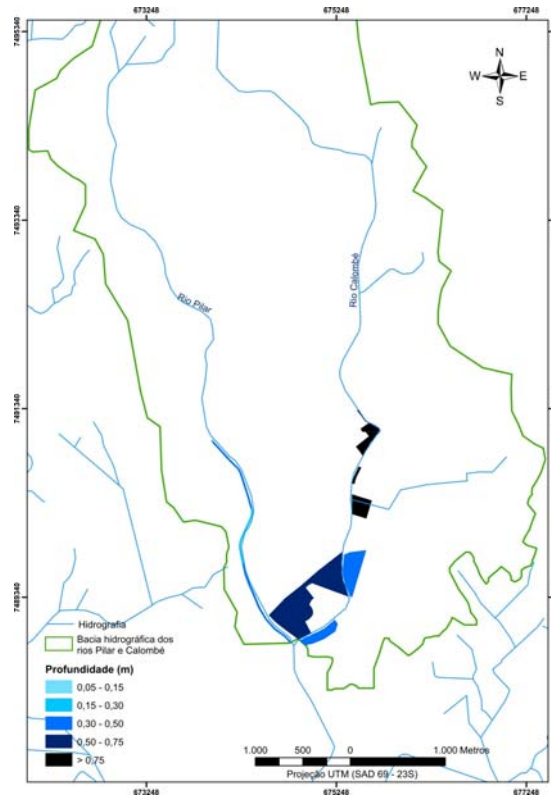 673248
675248
677248
7495340
N
W E
S
7493340
Rio Pilar
Rio Calombé
7491340
7489340
Hidrografia
Bacia hidrográfica dos
rios Pilar e Calombé
Profundidade (m)
0,05 - 0,15
0,15 - 0,30
0,30 - 0,50
0,50 - 0,75
> 0,75
1.000 500 0 1.000 Metros
Projeção UTM (SAD 69 - 23S)
673248
675248
677248